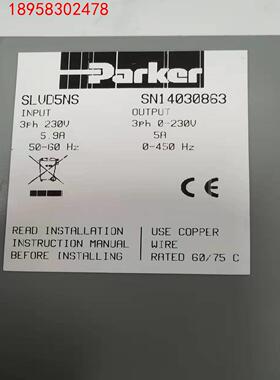 18958302478
Parker
SLVD5NS SN14030863
INPUT OUTPUT
3ph 230V 3ph 0-230V
5.9A 5A
50-60 Hz 0-450 Hz
CE
READ INSTALLATION USE COPPER
INSTRUCTION MANUAL WIRE
BEFORE INSTALLING RATED 60/75 C